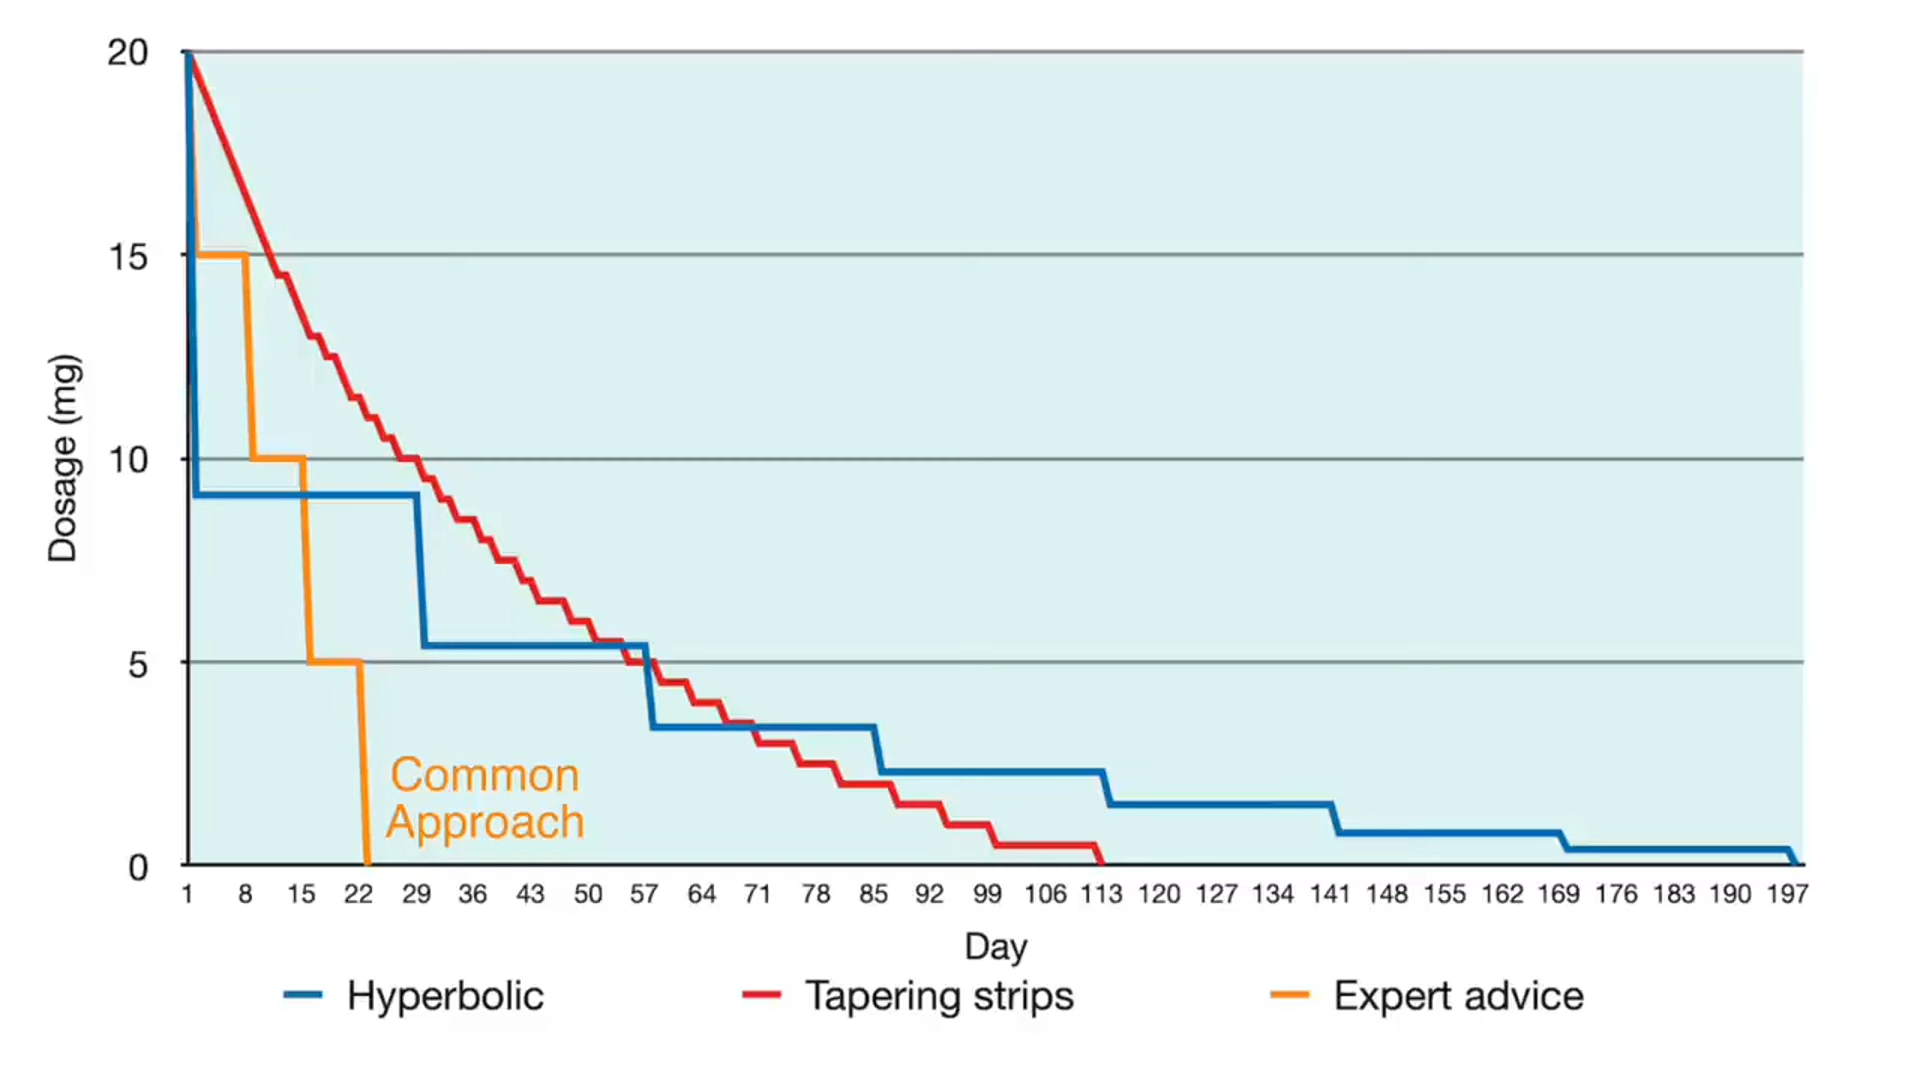 20
15
10
5
0
Dosage (mg)
Common
Approach
1 8 15 22 29 36 43 50 57 64 71 78 85 92 99 106 113 120 127 134 141 148 155 162 169 176 183 190 197
Day
Hyperbolic Tapering strips Expert advice